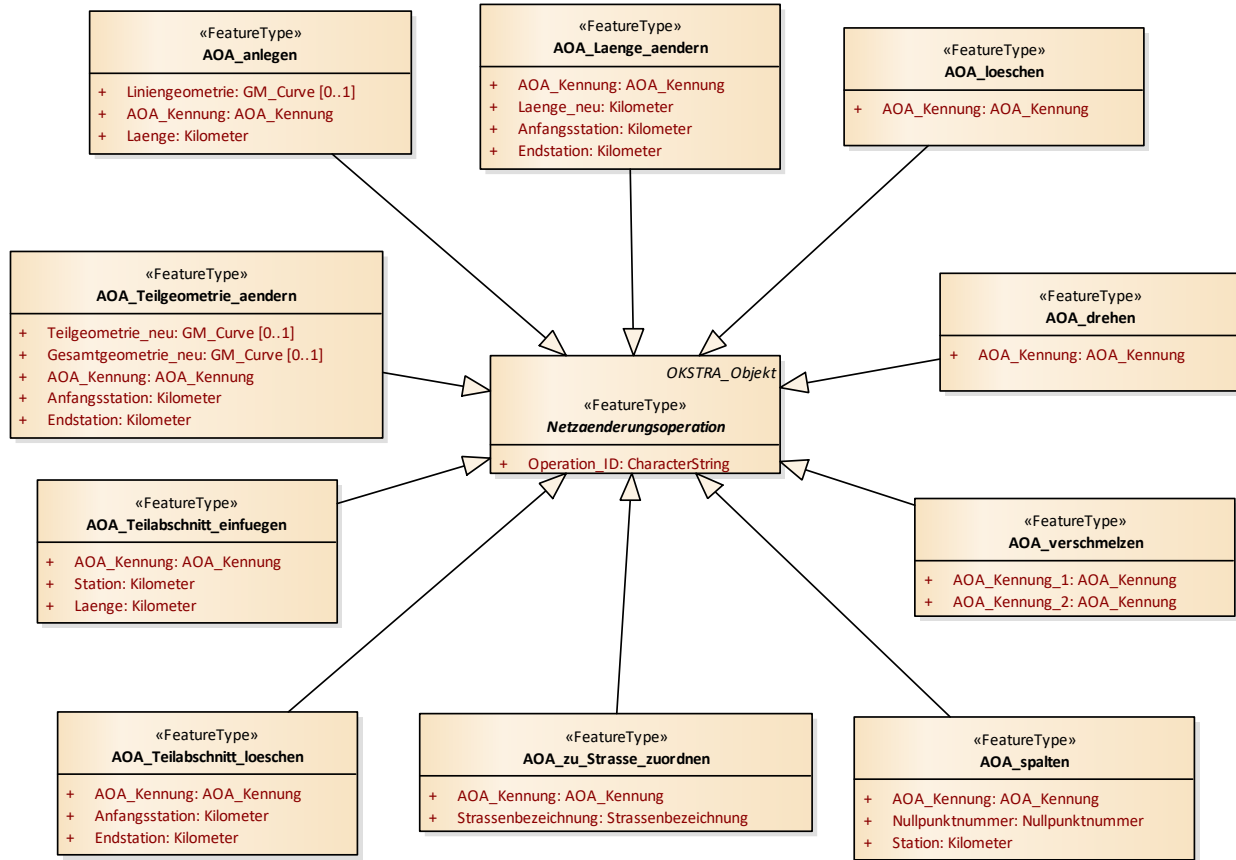 «FeatureType»
AOA_anlegen
+ Liniengeometrie: GM_Curve [0..1]
+ AOA_Kennung: AOA_Kennung
+ Laenge: Kilometer
«FeatureType»
AOA_Laenge_aendern
+ AOA_Kennung: AOA_Kennung
+ Laenge_neu: Kilometer
+ Anfangsstation: Kilometer
+ Endstation: Kilometer
«FeatureType»
AOA_loeschen
+ AOA_Kennung: AOA_Kennung
«FeatureType»
AOA_Teilgeometrie_aendern
+ Teilgeometrie_neu: GM_Curve [0..1]
+ Gesamtgeometrie_neu: GM_Curve [0..1]
+ AOA_Kennung: AOA_Kennung
+ Anfangsstation: Kilometer
+ Endstation: Kilometer
«FeatureType»
AOA_drehen
+ AOA_Kennung: AOA_Kennung
OKSTRA_Objekt
«FeatureType»
Netzaenderungsoperation
+ Operation_ID: CharacterString
«FeatureType»
AOA_Teilabschnitt_einfuegen
+ AOA_Kennung: AOA_Kennung
+ Station: Kilometer
+ Laenge: Kilometer
«FeatureType»
AOA_verschmelzen
+ AOA_Kennung_1: AOA_Kennung
+ AOA_Kennung_2: AOA_Kennung
«FeatureType»
AOA_Teilabschnitt_loeschen
+ AOA_Kennung: AOA_Kennung
+ Anfangsstation: Kilometer
+ Endstation: Kilometer
«FeatureType»
AOA_zu_Strasse_zuordnen
+ AOA_Kennung: AOA_Kennung
+ Strassenbezeichnung: Strassenbezeichnung
«FeatureType»
AOA_spalten
+ AOA_Kennung: AOA_Kennung
+ Nullpunktnummer: Nullpunktnummer
+ Station: Kilometer